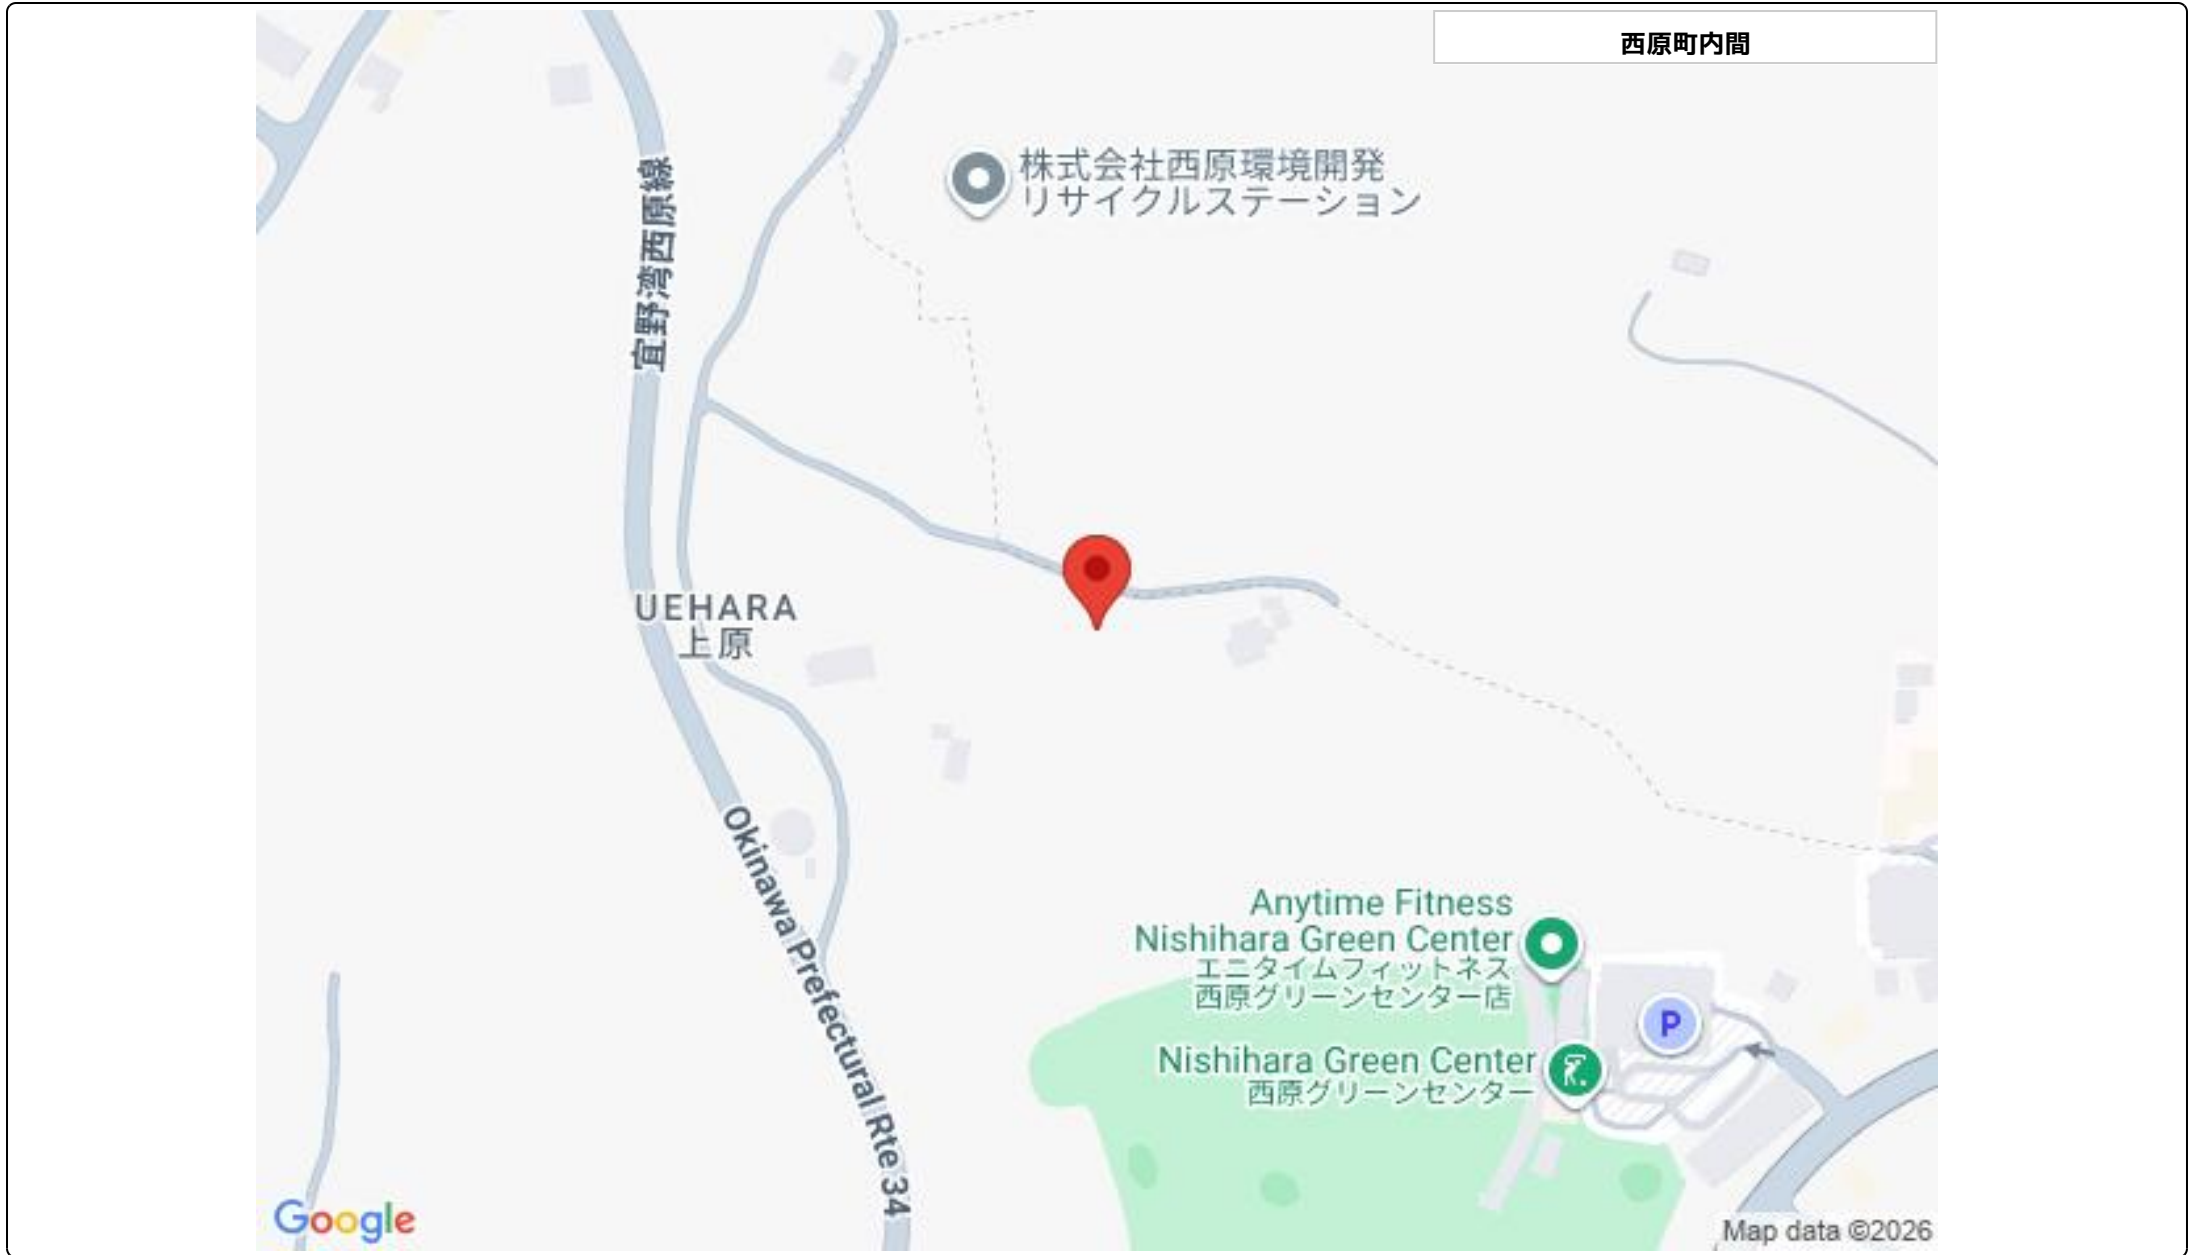 西原町内間
株式会社西原環境開発
リサイクルステーション
宜野湾西原線
UEHARA
上原
Okinawa Prefectural Rte 34
Anytime Fitness
Nishihara Green Center
エニタイムフィットネス
西原グリーンセンター店
P
Nishihara Green Center
西原グリーンセンター
Google
Map data ©2026